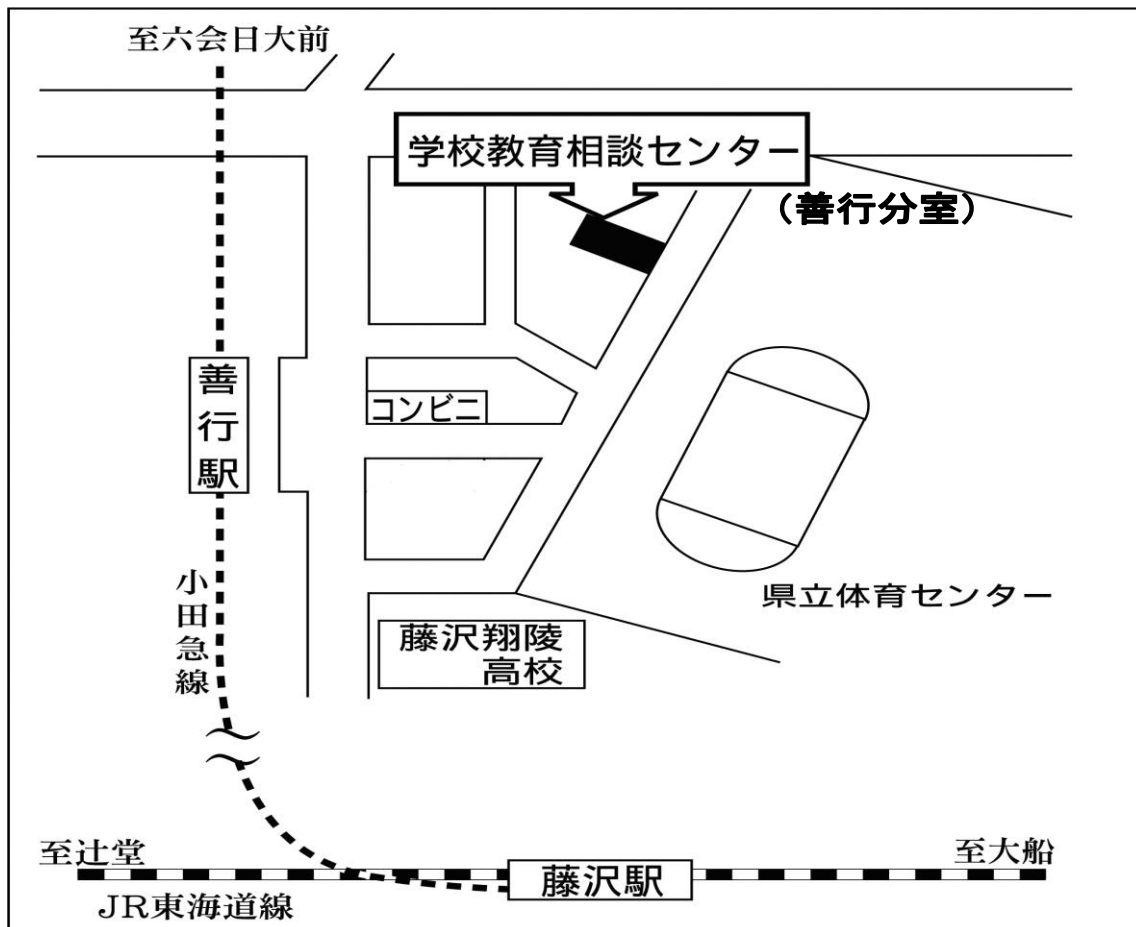 至六会日大前
学校教育相談センター
（善行分室）
善行駅
コンビニ
小田急線
県立体育センター
藤沢翔陵
高校
至辻堂
至大船
藤沢駅
JR東海道線